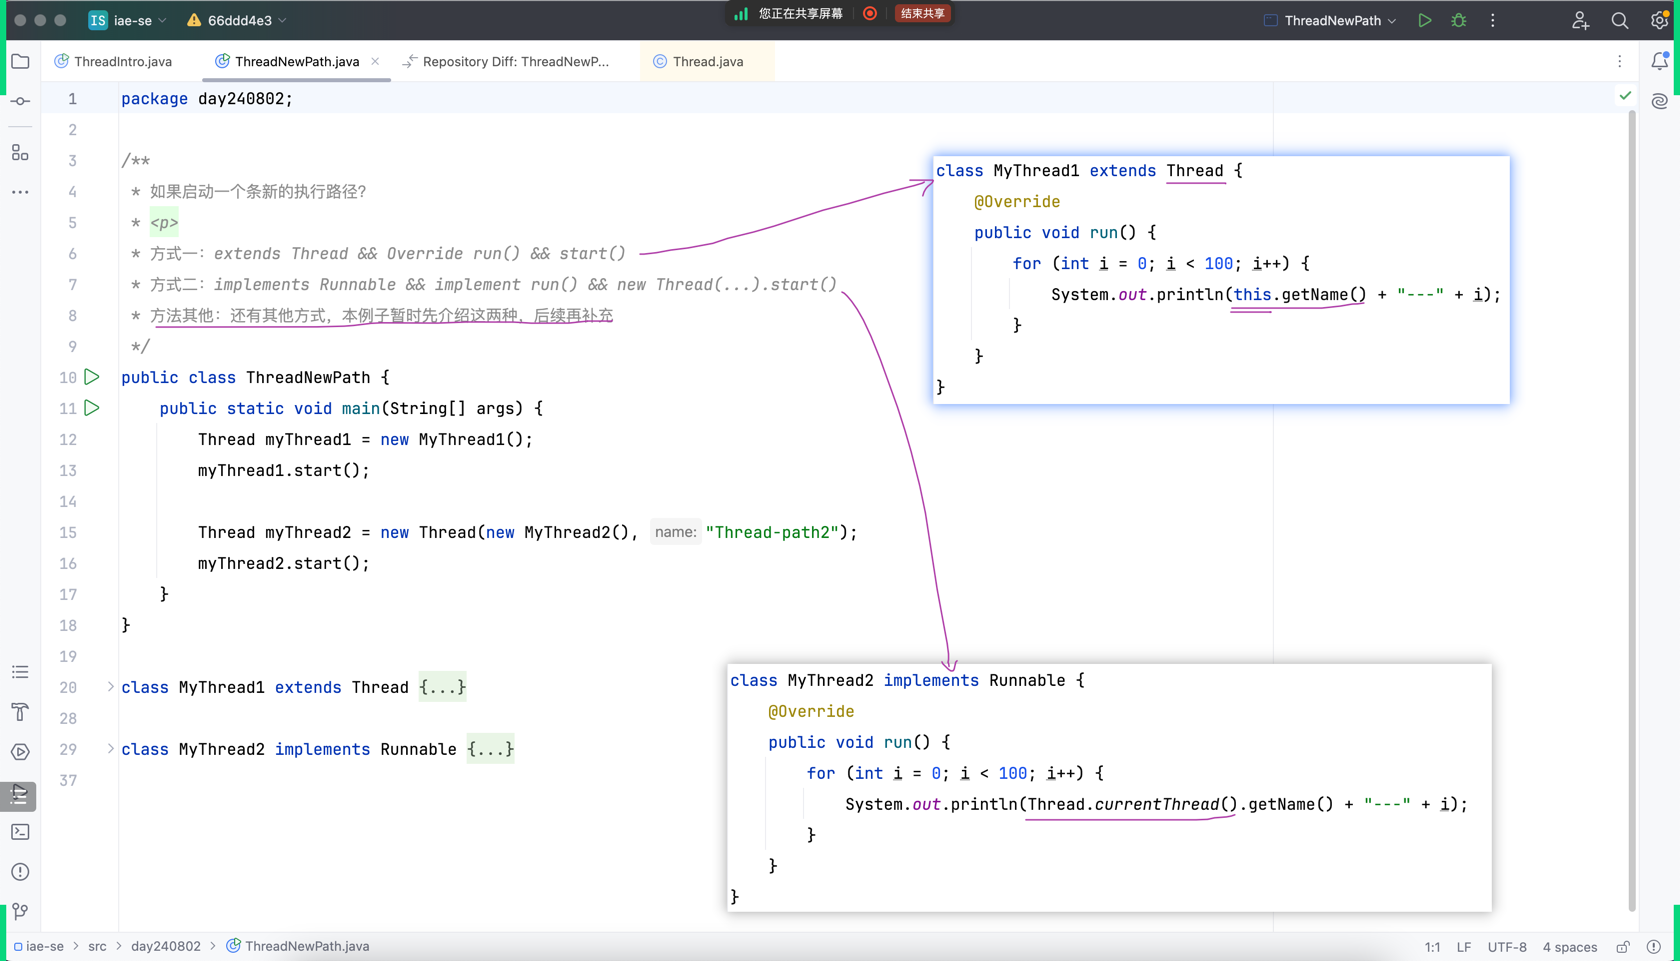 IS iae-se 66ddd4e3 您正在共享屏幕 结束共享 ThreadNewPath
ThreadIntro.java ThreadNewPath.java Repository Diff: ThreadNewP... Thread.java
1 package day240802;
2
3 /**
4 * 如果启动一个条新的执行路径?
5 * <p>
6 * 方式一: extends Thread && Override run() && start()
7 * 方式二: implements Runnable && implement run() && new Thread(...).start()
8 * 方法其他: 还有其他方式, 本例子暂时先介绍这两种, 后续再补充
9 */
10 public class ThreadNewPath {
11 public static void main(String[] args) {
12 Thread myThread1 = new MyThread1();
13 myThread1.start();
14
15 Thread myThread2 = new Thread(new MyThread2(), name: "Thread-path2");
16 myThread2.start();
17 }
18 }
19
20 class MyThread1 extends Thread {...}
28
29 class MyThread2 implements Runnable {...}
37
class MyThread1 extends Thread {
@Override
public void run() {
for (int i = 0; i < 100; i++) {
System.out.println(this.getName() + "---" + i);
}
}
}
class MyThread2 implements Runnable {
@Override
public void run() {
for (int i = 0; i < 100; i++) {
System.out.println(Thread.currentThread().getName() + "---" + i);
}
}
}
iae-se > src > day240802 > ThreadNewPath.java 1:1 LF UTF-8 4 spaces